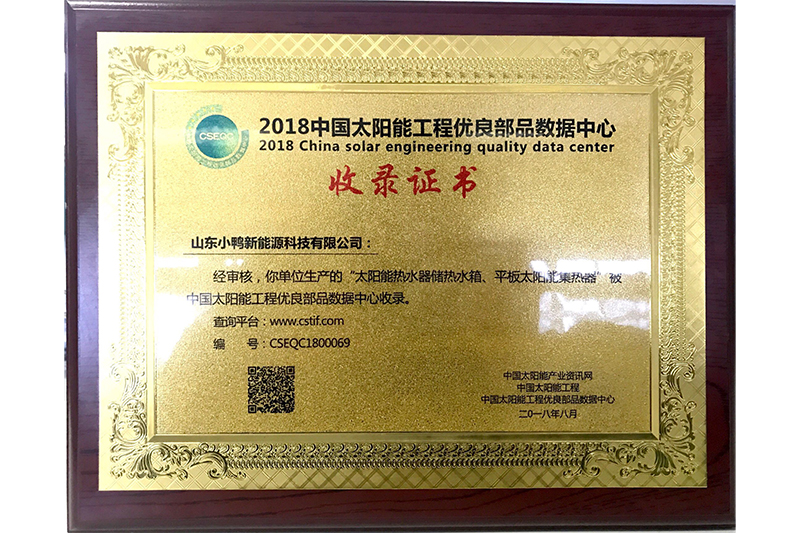 CSEQC
2018中国太阳能工程优良部品数据中心
2018 China solar engineering quality data center
收录证书
山东小鸭新能源科技有限公司：
经审核，你单位生产的“太阳能热水器储热水箱、平板太阳能集热器”被
中国太阳能工程优良部品数据中心收录。
查询平台：www.cstif.com
编 号：CSEQC1800069
中国太阳能产业资讯网
中国太阳能工程
中国太阳能工程优良部品数据中心
二0一八年八月